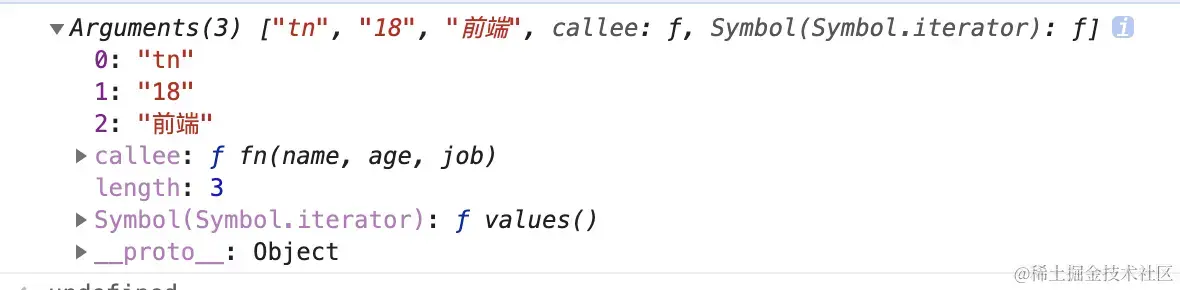 ▼Arguments(3) ["tn", "18", "前端", callee: ƒ, Symbol(Symbol.iterator): ƒ] i
0: "tn"
1: "18"
2: "前端"
▶callee: ƒ fn(name, age, job)
length: 3
▶Symbol(Symbol.iterator): ƒ values()
▶__proto__: Object
undefined
@稀土掘金技术社区